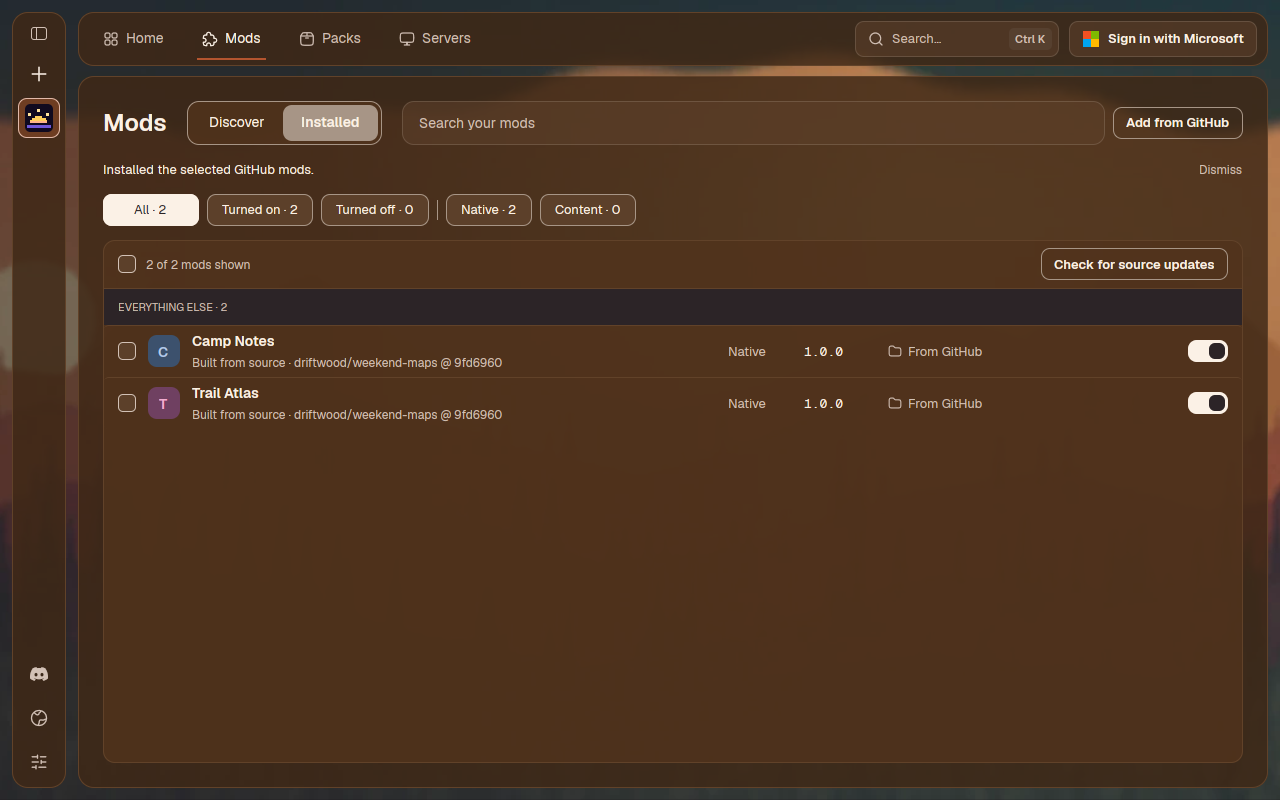 Home
Mods
Packs
Servers
Search...
Ctrl K
Sign in with Microsoft
Mods
Discover
Installed
Search your mods
Add from GitHub
Installed the selected GitHub mods.
Dismiss
All · 2
Turned on · 2
Turned off · 0
Native · 2
Content · 0
2 of 2 mods shown
Check for source updates
EVERYTHING ELSE · 2
C
Camp Notes
Built from source · driftwood/weekend-maps @ 9fd6960
Native
1.0.0
From GitHub
T
Trail Atlas
Built from source · driftwood/weekend-maps @ 9fd6960
Native
1.0.0
From GitHub